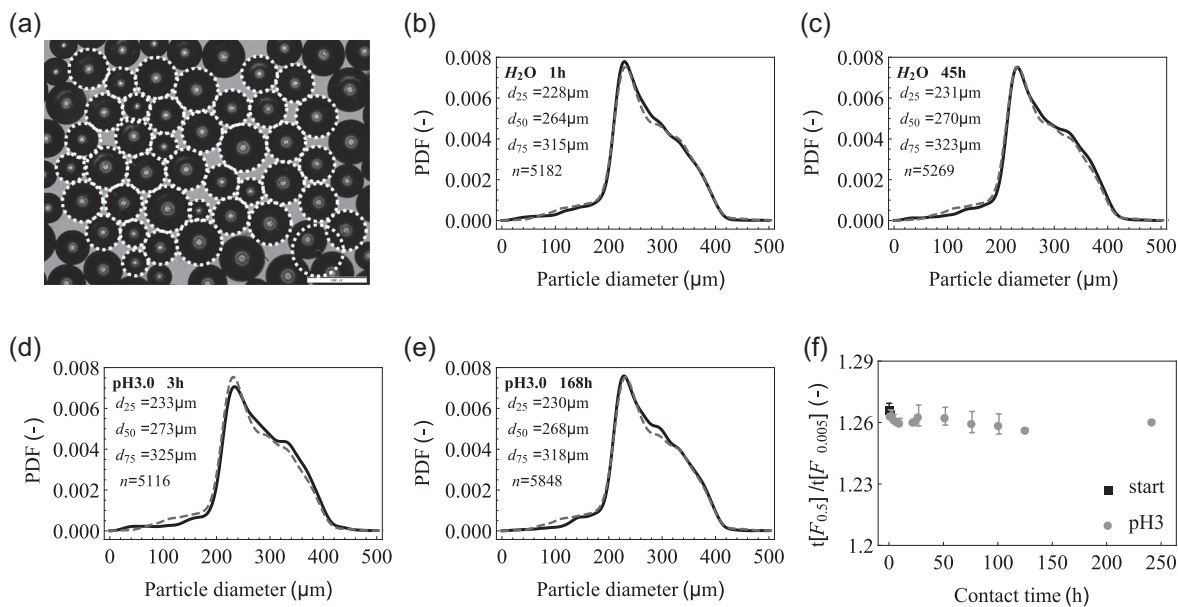 (a)
(b)
0.008
0.006
0.004
0.002
0.000
PDF (-)
H2O 1h
d25 =228µm
d50 =264µm
d75 =315µm
n=5182
0 100 200 300 400 500
Particle diameter (µm)
(c)
0.008
0.006
0.004
0.002
0.000
PDF (-)
H2O 45h
d25 =231µm
d50 =270µm
d75 =323µm
n=5269
0 100 200 300 400 500
Particle diameter (µm)
(d)
0.008
0.006
0.004
0.002
0.000
PDF (-)
pH3.0 3h
d25 =233µm
d50 =273µm
d75 =325µm
n=5116
0 100 200 300 400 500
Particle diameter (µm)
(e)
0.008
0.006
0.004
0.002
0.000
PDF (-)
pH3.0 168h
d25 =230µm
d50 =268µm
d75 =318µm
n=5848
0 100 200 300 400 500
Particle diameter (µm)
(f)
1.29
1.26
1.23
1.2
t[F0.5] /t[F 0.005] (-)
start
pH3
0 50 100 150 200 250
Contact time (h)